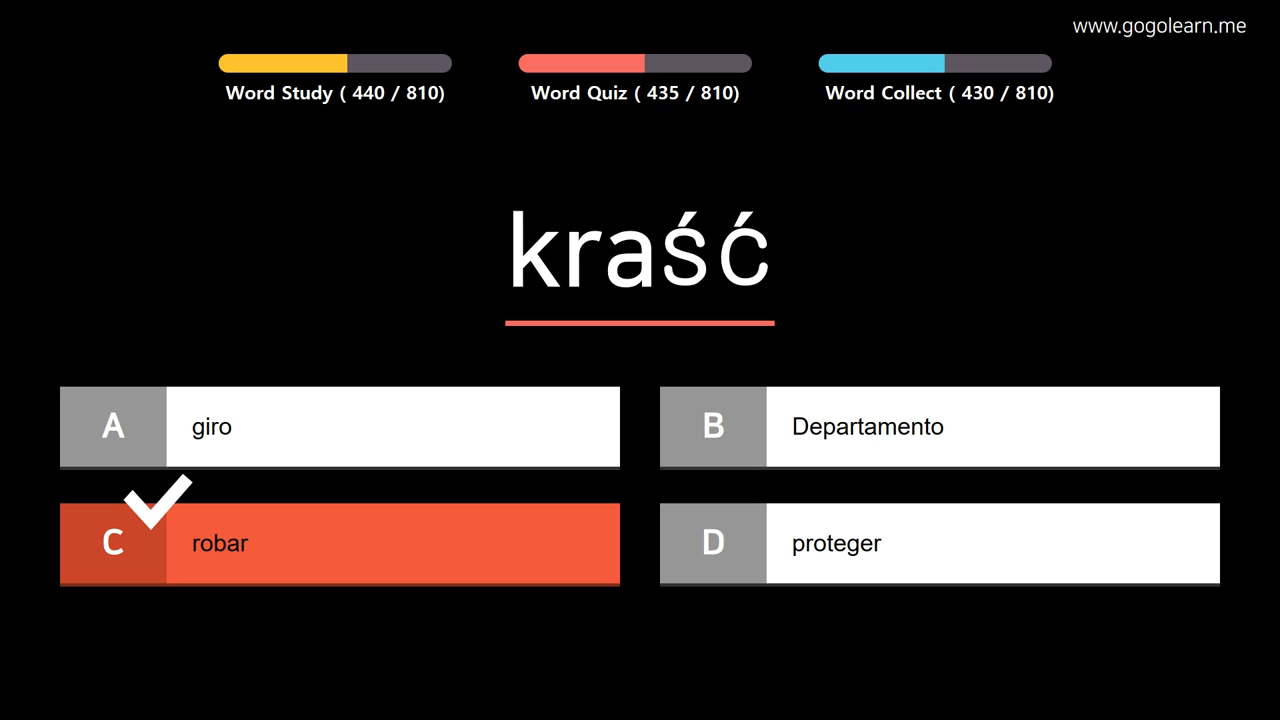 www.gogolearn.me
Word Study ( 440 / 810)
Word Quiz ( 435 / 810)
Word Collect ( 430 / 810)
kraść
A giro
B Departamento
C robar
D proteger